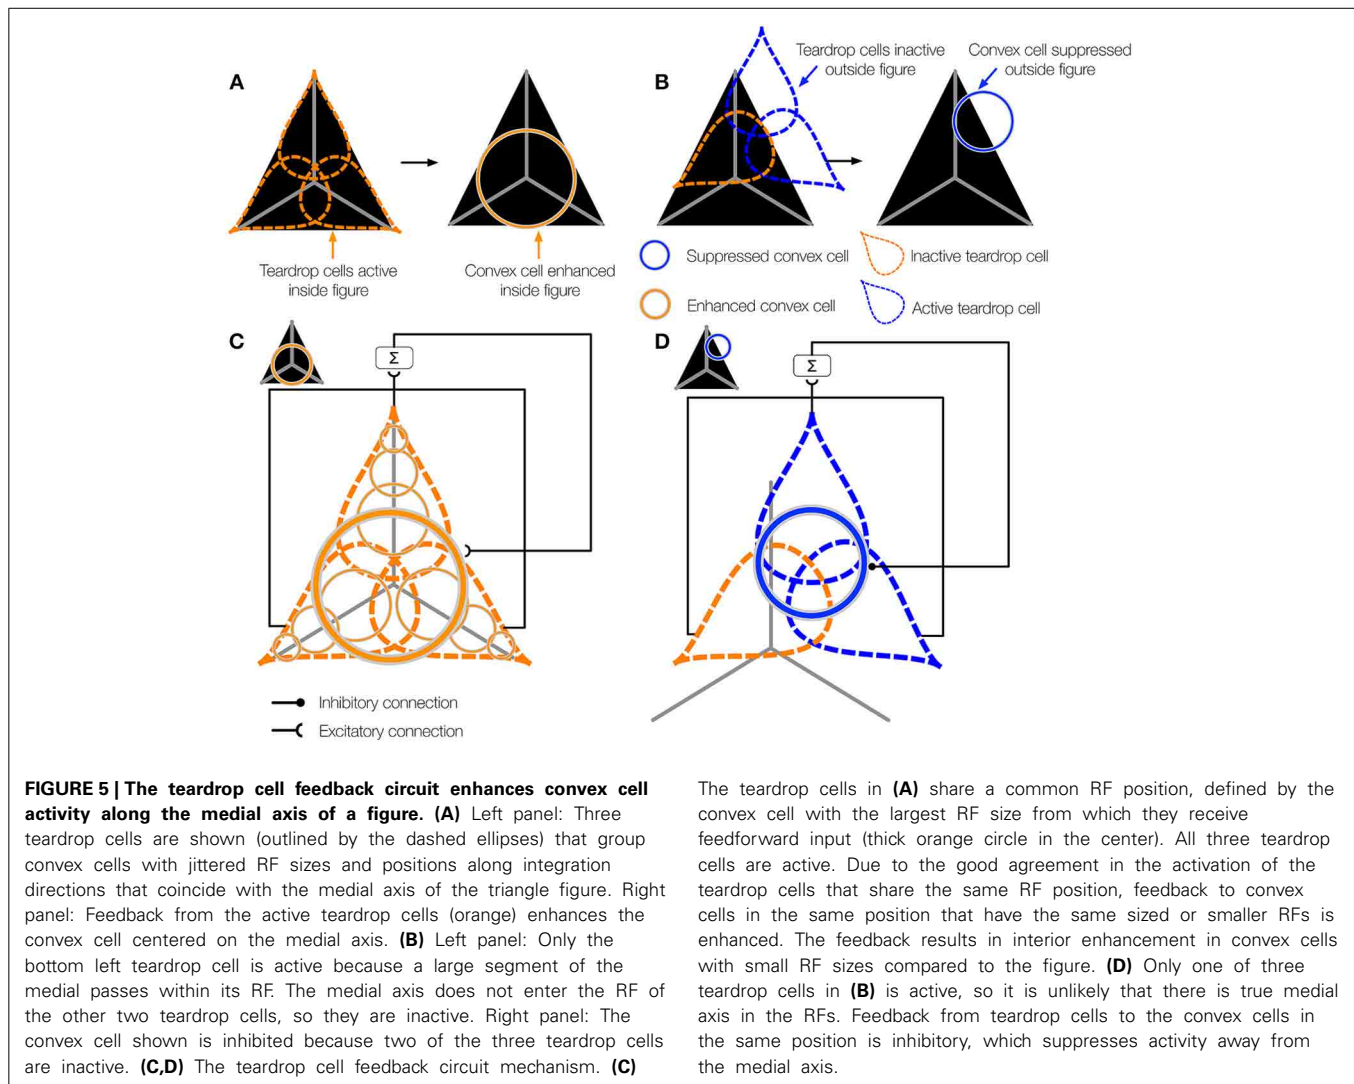 A
Teardrop cells active
inside figure
Convex cell enhanced
inside figure
B
Teardrop cells inactive
outside figure
Convex cell suppressed
outside figure
Suppressed convex cell
Inactive teardrop cell
Enhanced convex cell
Active teardrop cell
C
Σ
D
Σ
Inhibitory connection
Excitatory connection
FIGURE 5 | The teardrop cell feedback circuit enhances convex cell
activity along the medial axis of a figure. (A) Left panel: Three
teardrop cells are shown (outlined by the dashed ellipses) that group
convex cells with jittered RF sizes and positions along integration
directions that coincide with the medial axis of the triangle figure. Right
panel: Feedback from the active teardrop cells (orange) enhances the
convex cell centered on the medial axis. (B) Left panel: Only the
bottom left teardrop cell is active because a large segment of the
medial passes within its RF. The medial axis does not enter the RF of
the other two teardrop cells, so they are inactive. Right panel: The
convex cell shown is inhibited because two of the three teardrop cells
are inactive. (C,D) The teardrop cell feedback circuit mechanism. (C)
The teardrop cells in (A) share a common RF position, defined by the
convex cell with the largest RF size from which they receive
feedforward input (thick orange circle in the center). All three teardrop
cells are active. Due to the good agreement in the activation of the
teardrop cells that share the same RF position, feedback to convex
cells in the same position that have the same sized or smaller RFs is
enhanced. The feedback results in interior enhancement in convex cells
with small RF sizes compared to the figure. (D) Only one of three
teardrop cells in (B) is active, so it is unlikely that there is true medial
axis in the RFs. Feedback from teardrop cells to the convex cells in
the same position is inhibitory, which suppresses activity away from
the medial axis.